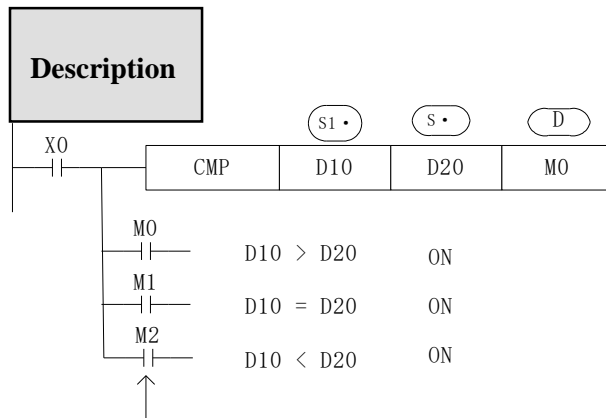 Description
S1· S· D
X0
CMP D10 D20 M0
M0
D10 > D20 ON
M1
D10 = D20 ON
M2
D10 < D20 ON